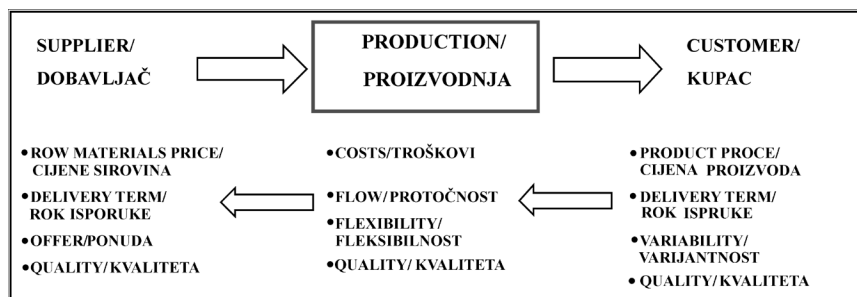 SUPPLIER/
DOBAVLJAČ
PRODUCTION/
PROIZVODNJA
CUSTOMER/
KUPAC
•ROW MATERIALS PRICE/
CIJENE SIROVINA
•DELIVERY TERM/
ROK ISPORUKE
•OFFER/PONUDA
•QUALITY/KVALITETA
•COSTS/TROŠKOVI
•FLOW/PROTOČNOST
•FLEXIBILITY/
FLEKSIBILNOST
•QUALITY/KVALITETA
•PRODUCT PROCE/
CIJENA PROIZVODA
•DELIVERY TERM/
ROK ISPRUKE
•VARIABILITY/
VARIJANTNOST
•QUALITY/KVALITETA